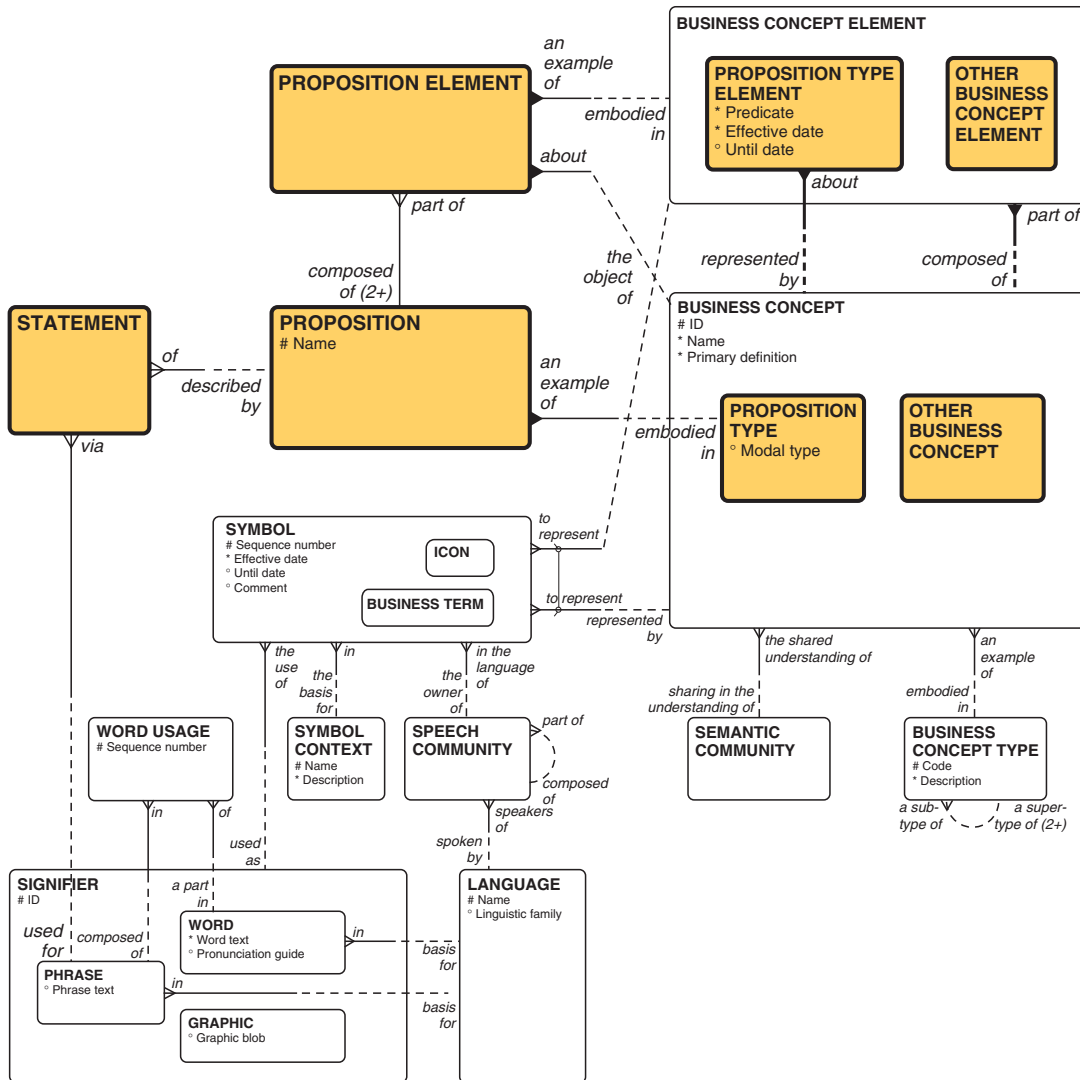 BUSINESS CONCEPT ELEMENT
PROPOSITION ELEMENT
an
example
of
embodied
in
PROPOSITION TYPE
ELEMENT
* Predicate
* Effective date
° Until date
OTHER
BUSINESS
CONCEPT
ELEMENT
about
about
part of
part of
the
object
of
represented
by
composed
of
composed
of (2+)
STATEMENT
of
described
by
PROPOSITION
# Name
an
example
of
embodied
in
BUSINESS CONCEPT
# ID
* Name
* Primary definition
PROPOSITION
TYPE
° Modal type
OTHER
BUSINESS
CONCEPT
via
SYMBOL
# Sequence number
* Effective date
° Until date
° Comment
ICON
BUSINESS TERM
to
represent
to represent
represented
by
the
use
of
in
in the
language
of
the
basis
for
the
owner
of
the shared
understanding of
an
example
of
sharing in the
understanding of
embodied
in
WORD USAGE
# Sequence number
SYMBOL
CONTEXT
# Name
* Description
SPEECH
COMMUNITY
part of
composed
of
SEMANTIC
COMMUNITY
BUSINESS
CONCEPT TYPE
# Code
* Description
a sub-
type of
a super-
type of (2+)
in
of
speakers
of
used
as
spoken
by
SIGNIFIER
# ID
a part
in
used
for
composed
of
WORD
* Word text
° Pronunciation guide
in
basis
for
LANGUAGE
# Name
° Linguistic family
PHRASE
° Phrase text
in
basis
for
GRAPHIC
° Graphic blob